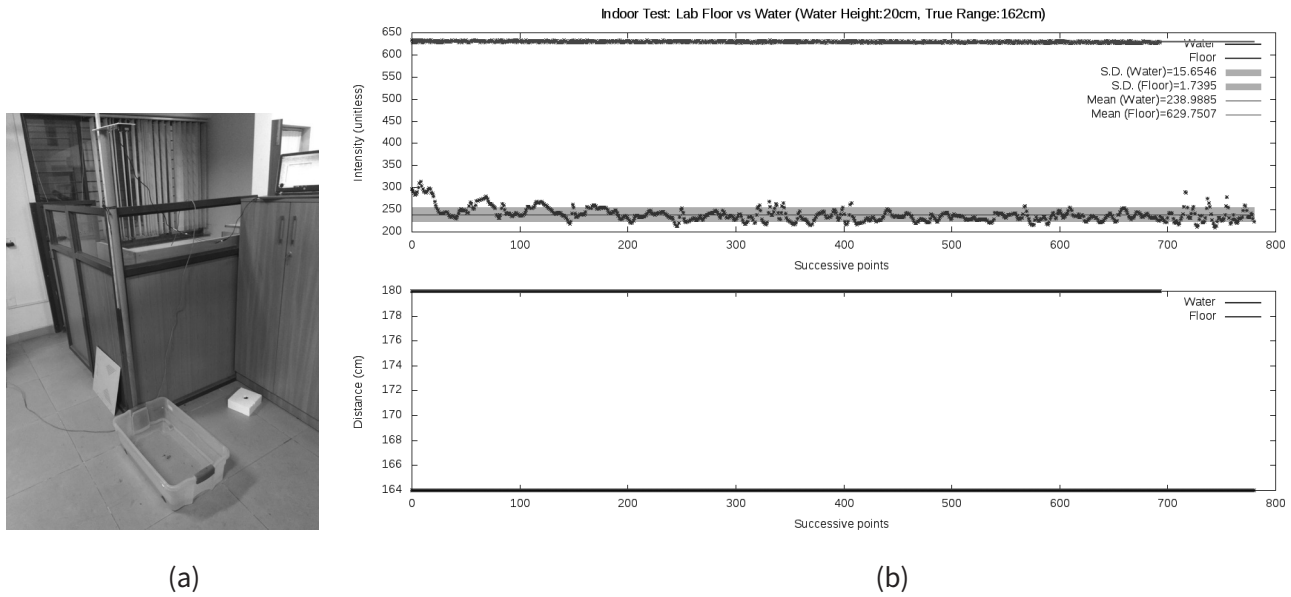 Indoor Test: Lab Floor vs Water (Water Height:20cm, True Range:162cm)
650
600
550
500
450
400
350
300
250
200
Intensity (unitless)
Water
Floor
S.D. (Water)=15.6546
S.D. (Floor)=1.7395
Mean (Water)=238.9885
Mean (Floor)=629.7507
0 100 200 300 400 500 600 700 800
Successive points
180
178
176
174
172
170
168
166
164
Distance (cm)
Water
Floor
0 100 200 300 400 500 600 700 800
Successive points
(a)
(b)